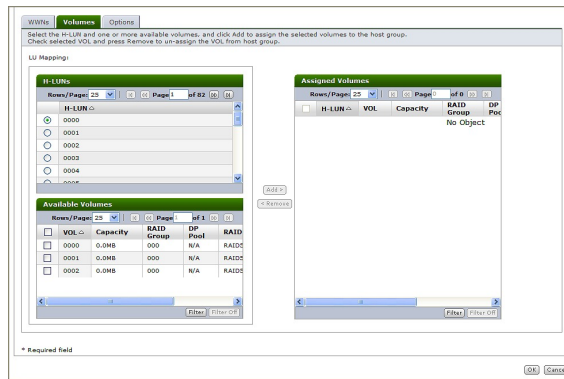 WWNs Volumes Options
Select the H-LUN and one or more available volumes, and click Add to assign the selected volumes to the host group.
Check selected VOL and press Remove to un-assign the VOL from host group.
LU Mapping:
H-LUNs
Rows/Page: 25 Page 1 of 82
H-LUN
0000
0001
0002
0003
0004
Available Volumes
Rows/Page: 25 Page 1 of 1
VOL Capacity RAID Group DP Pool RAID
0000 0.0MB 000 N/A RAID5
0001 0.0MB 000 N/A RAID5
0002 0.0MB 000 N/A RAID5
Filter Filter Off
Add >
< Remove
Assigned Volumes
Rows/Page: 25 Page 0 of 0
H-LUN VOL Capacity RAID Group DP Poo
No Object
Filter Filter Off
* Required field
OK Cance